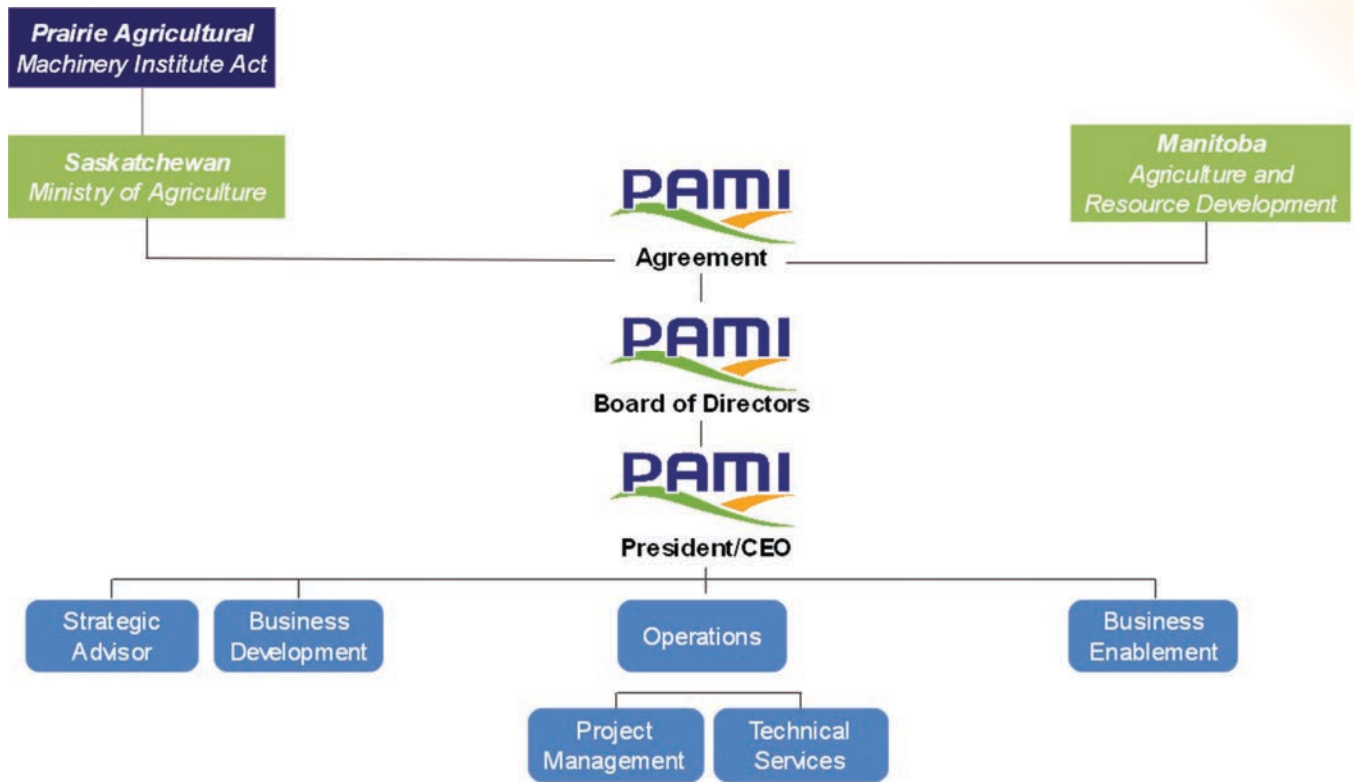 Prairie Agricultural
Machinery Institute Act
Saskatchewan
Ministry of Agriculture
Manitoba
Agriculture and
Resource Development
PAMI
Agreement
PAMI
Board of Directors
PAMI
President/CEO
Strategic
Advisor
Business
Development
Operations
Business
Enablement
Project
Management
Technical
Services